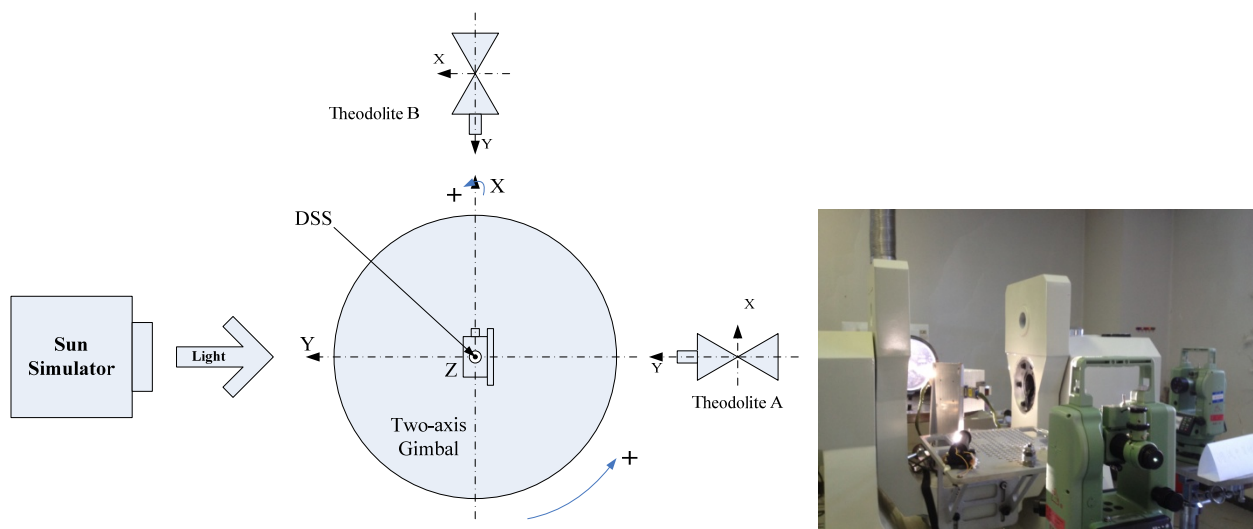 X
Theodolite B
Y
+
X
DSS
Sun
Simulator
Light
Y
Z
X
Y
Theodolite A
Two-axis
Gimbal
+